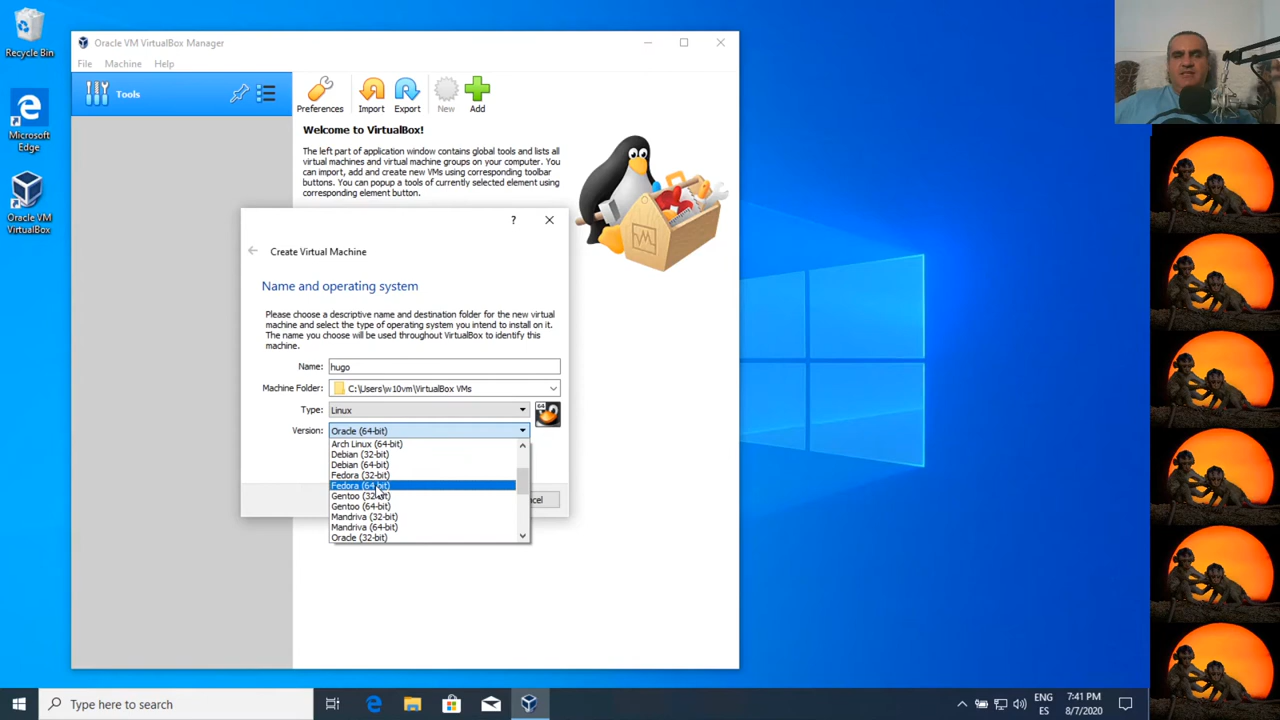 Recycle Bin
Oracle VM VirtualBox Manager
File Machine Help
Tools
Preferences Import Export New Add
Microsoft
Edge
Oracle VM
VirtualBox
Welcome to VirtualBox!
The left part of application window contains global tools and lists all
virtual machines and virtual machine groups on your computer. You
can import, add and create new VMs using corresponding toolbar
buttons. You can popup a tools of currently selected element using
corresponding element button.
?
Create Virtual Machine
Name and operating system
Please choose a descriptive name and destination folder for the new virtual
machine and select the type of operating system you intend to install on it.
The name you choose will be used throughout VirtualBox to identify this
machine.
Name: hugo
Machine Folder: C:\Users\w10vm\VirtualBox VMs
Type: Linux
64
Version: Oracle (64-bit)
Arch Linux (64-bit)
Debian (32-bit)
Debian (64-bit)
Fedora (32-bit)
Fedora (64-bit)
Gentoo (32-bit)
Gentoo (64-bit)
Mandriva (32-bit)
Mandriva (64-bit)
Oracle (32-bit)
cel
Type here to search
ENG
ES
7:41 PM
8/7/2020